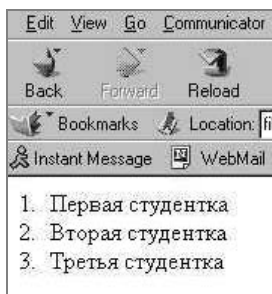 Edit View Go Communicator
Back Forward Reload
Bookmarks Location: fi
Instant Message WebMail
1. Первая студентка
2. Вторая студентка
3. Третья студентка